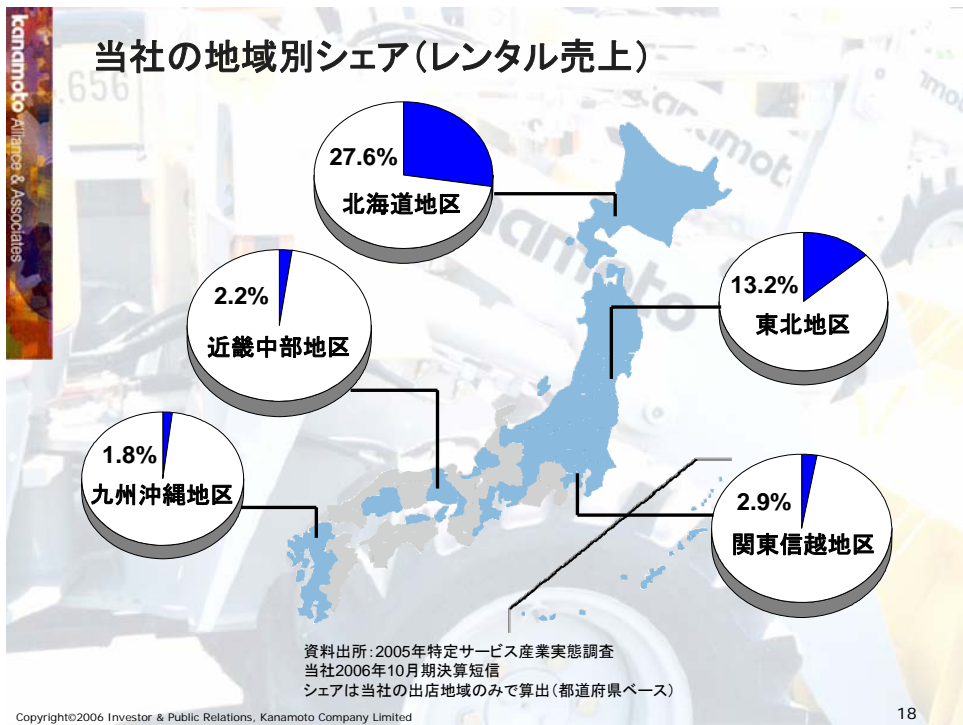 kanamoto Alliance & Associates
当社の地域別シェア（レンタル売上）
.656
27.6%
北海道地区
2.2%
近畿中部地区
13.2%
東北地区
1.8%
九州沖縄地区
2.9%
関東信越地区
kanamoto
資料出所：2005年特定サービス産業実態調査
当社2006年10月期決算短信
シェアは当社の出店地域のみで算出（都道府県ベース）
Copyright©2006 Investor & Public Relations, Kanamoto Company Limited
18